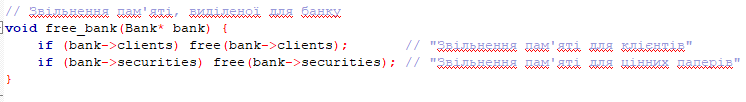 // Звільнення пам'яті, виділеної для банку
void free_bank(Bank* bank) {
    if (bank->clients) free(bank->clients);       // "Звільнення пам'яті для клієнтів"
    if (bank->securities) free(bank->securities); // "Звільнення пам'яті для цінних паперів"
}